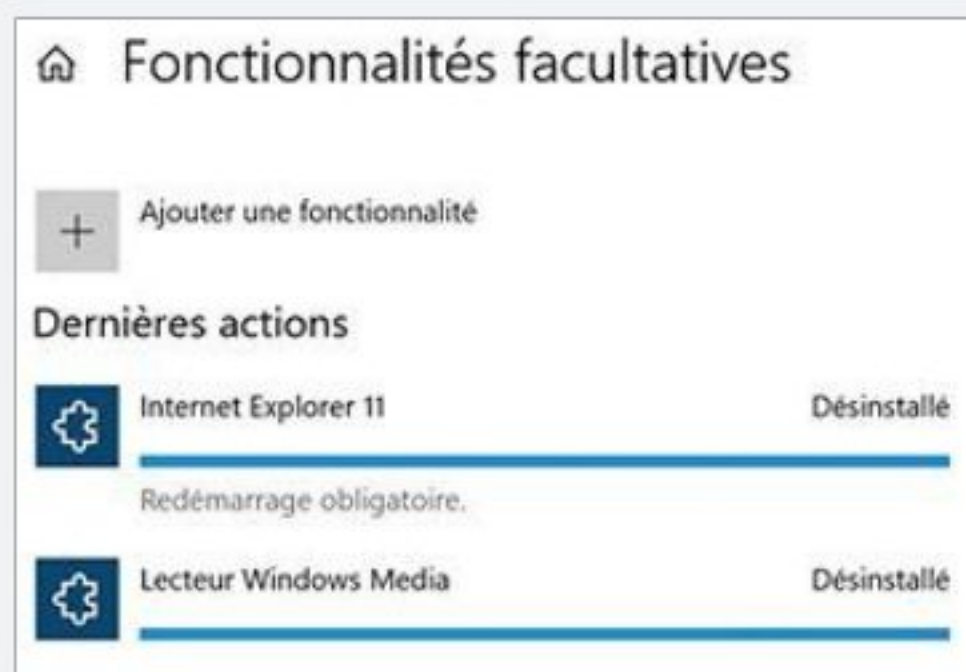 Fonctionnalités facultatives
Ajouter une fonctionnalité
Dernières actions
Internet Explorer 11 Désinstallé
Redémarrage obligatoire.
Lecteur Windows Media Désinstallé